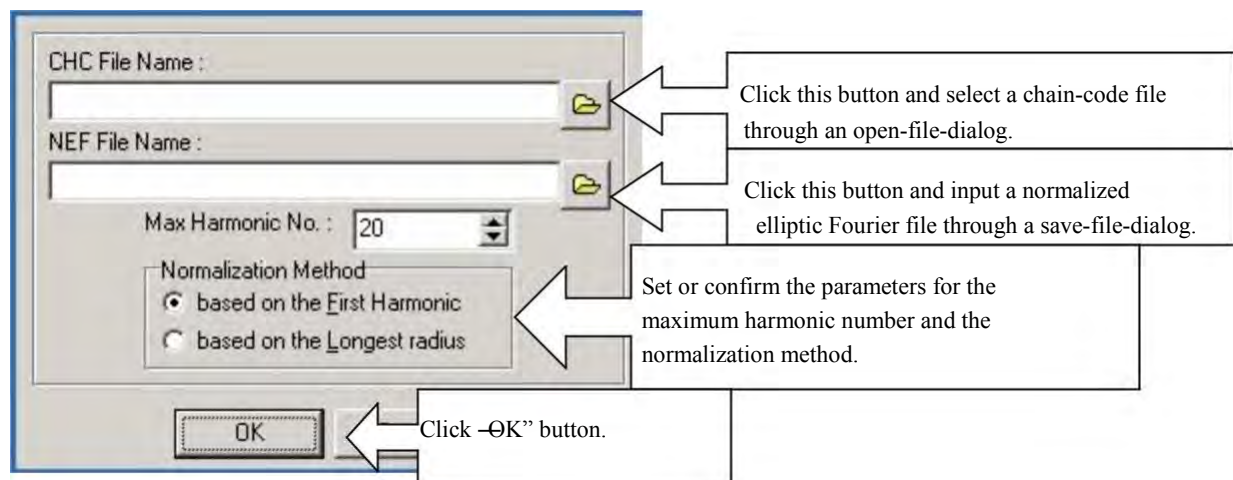 CHC File Name :
Click this button and select a chain-code file
through an open-file-dialog.
NEF File Name :
Click this button and input a normalized
elliptic Fourier file through a save-file-dialog.
Max Harmonic No. : 20
Normalization Method
based on the First Harmonic
based on the Longest radius
Set or confirm the parameters for the
maximum harmonic number and the
normalization method.
OK
Click –OK” button.